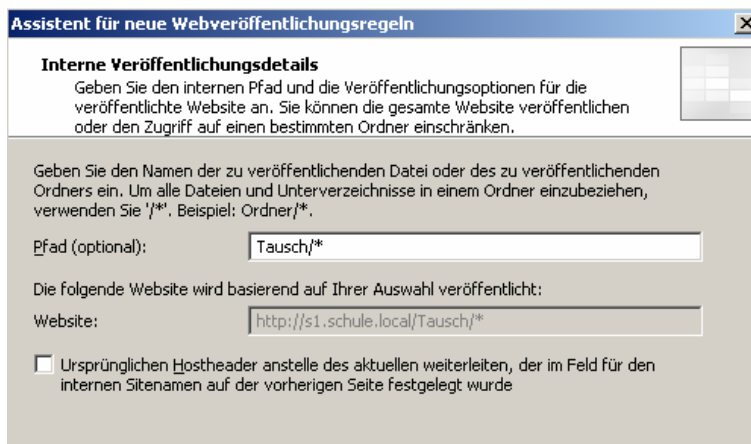 Assistent für neue Webveröffentlichungsregeln
Interne Veröffentlichungsdetails
Geben Sie den internen Pfad und die Veröffentlichungsoptionen für die
veröffentlichte Website an. Sie können die gesamte Website veröffentlichen
oder den Zugriff auf einen bestimmten Ordner einschränken.
Geben Sie den Namen der zu veröffentlichenden Datei oder des zu veröffentlichenden
Ordners ein. Um alle Dateien und Unterverzeichnisse in einem Ordner einzubeziehen,
verwenden Sie '/*'. Beispiel: Ordner/*.
Pfad (optional): Tausch/*
Die folgende Website wird basierend auf Ihrer Auswahl veröffentlicht:
Website: http://s1.schule.local/Tausch/*
Ursprünglichen Hostheader anstelle des aktuellen weiterleiten, der im Feld für den
internen Sitenamen auf der vorherigen Seite festgelegt wurde